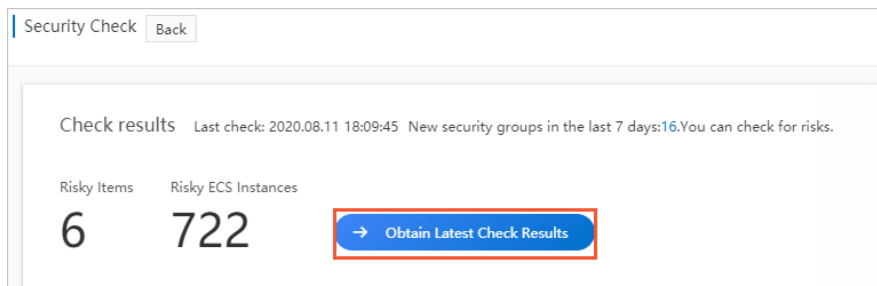 Security Check Back
Check results Last check: 2020.08.11 18:09:45 New security groups in the last 7 days:16.You can check for risks.
Risky Items Risky ECS Instances
6 722 → Obtain Latest Check Results